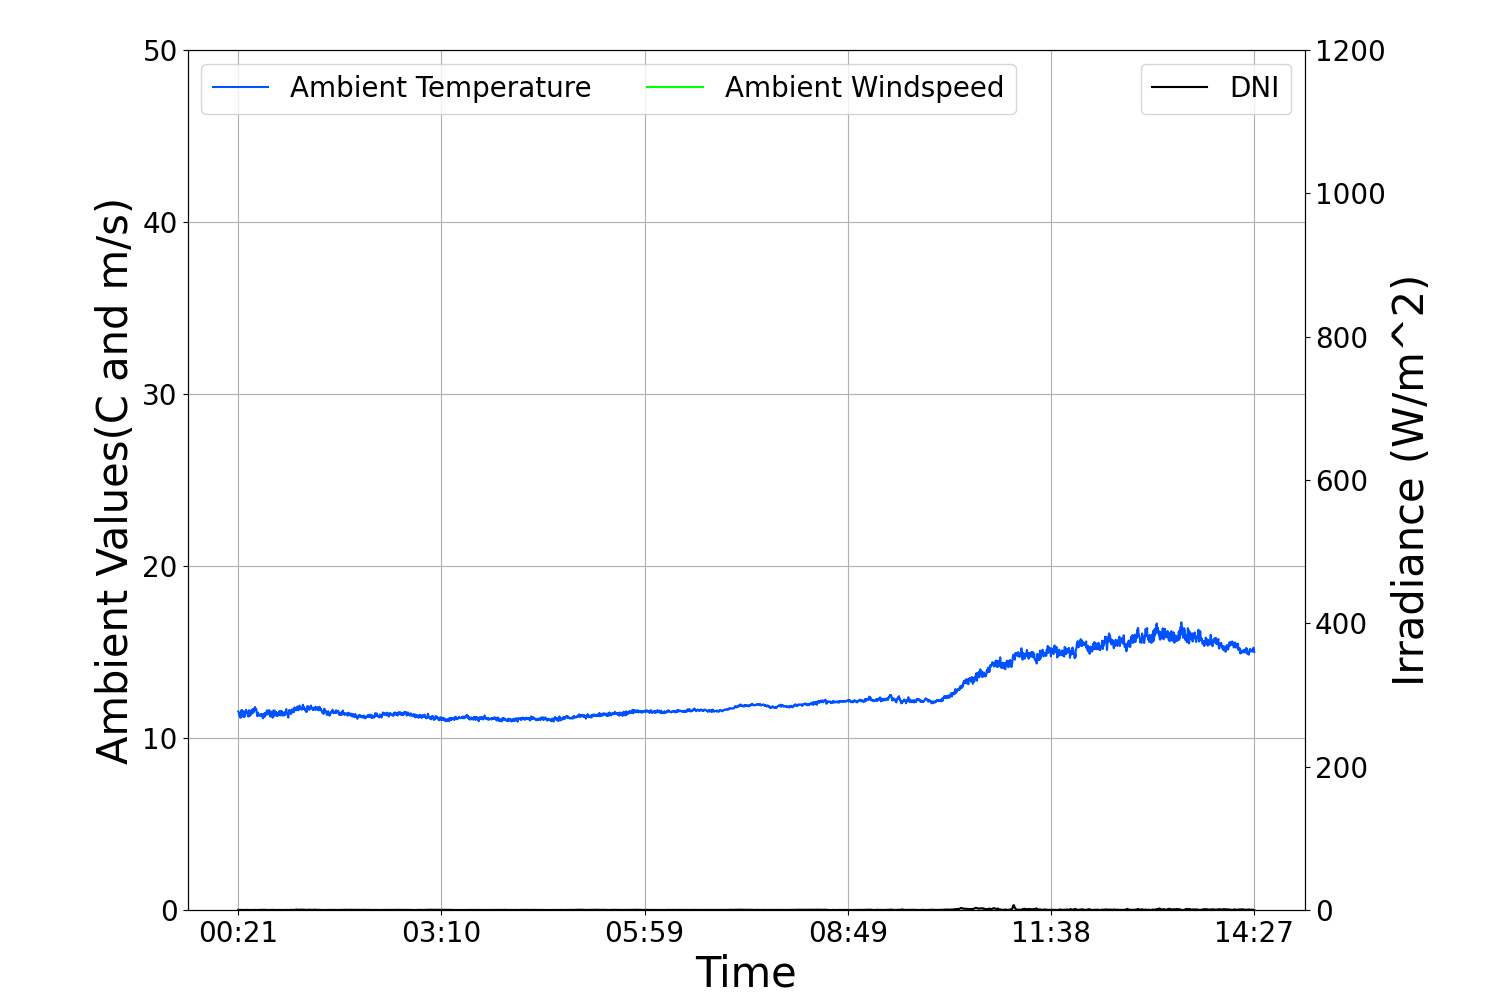 Ambient Temperature Ambient Windspeed DNI
50
40
30
20
10
0
Ambient Values(C and m/s)
1200
1000
800
600
400
200
0
Irradiance (W/m^2)
00:21 03:10 05:59 08:49 11:38 14:27
Time